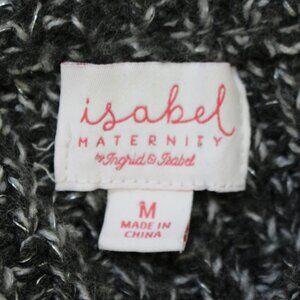 isabel
MATERNITY
by Ingrid & Isabel
M
MADE IN
CHINA